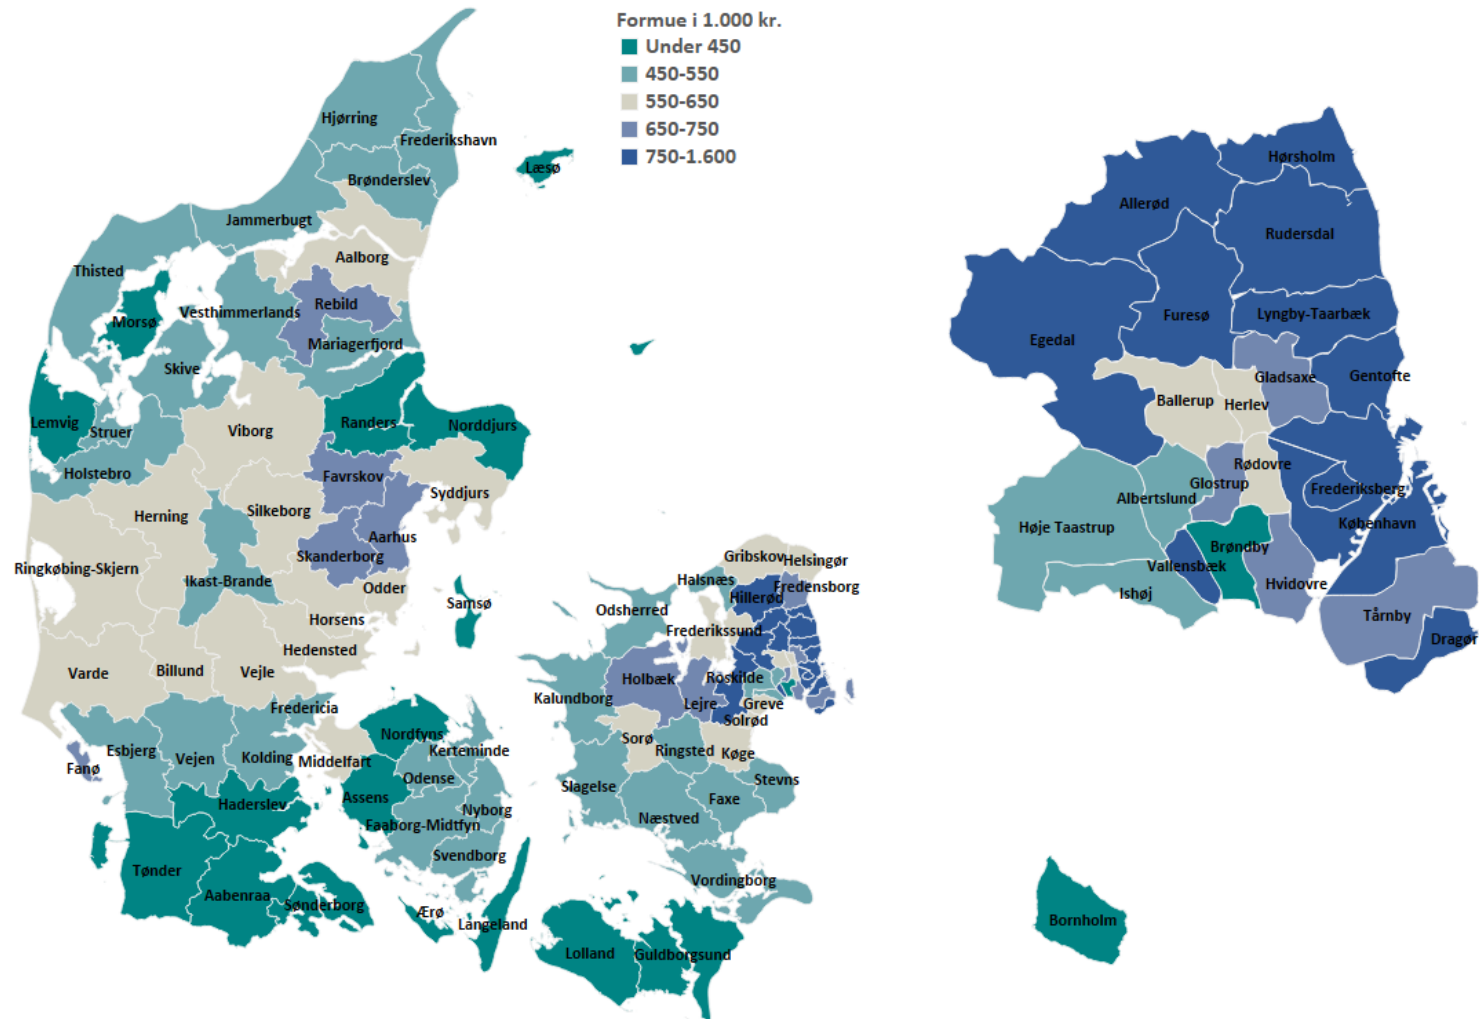 Formue i 1.000 kr.
Under 450
450-550
550-650
650-750
750-1.600
Hjørring
Frederikshavn
Læsø
Brønderslev
Jammerbugt
Aalborg
Thisted
Rebild
Vesthimmerlands
Morsø
Mariagerfjord
Skive
Lemvig
Struer
Viborg
Randers
Norddjurs
Holstebro
Favrskov
Syddjurs
Herning
Silkeborg
Aarhus
Skanderborg
Ringkøbing-Skjern
Ikast-Brande
Odder
Samsø
Horsens
Hedensted
Varde
Billund
Vejle
Fredericia
Esbjerg
Vejen
Kolding
Middelfart
Fanø
Nordfyns
Kerteminde
Odense
Haderslev
Assens
Nyborg
Faaborg-Midtfyn
Svendborg
Tønder
Aabenraa
Sønderborg
Ærø
Langeland
Gribskov
Helsingør
Halsnæs
Hillerød
Fredensborg
Odsherred
Frederikssund
Holbæk
Roskilde
Kalundborg
Lejre
Greve
Solrød
Sorø
Ringsted
Køge
Slagelse
Stevns
Faxe
Næstved
Vordingborg
Lolland
Guldborgsund
Hørsholm
Allerød
Rudersdal
Furesø
Lyngby-Taarbæk
Egedal
Gladsaxe
Gentofte
Ballerup
Herlev
Rødovre
Glostrup
Frederiksberg
Albertslund
Høje Taastrup
København
Brøndby
Vallensbæk
Hvidovre
Ishøj
Tårnby
Dragør
Bornholm